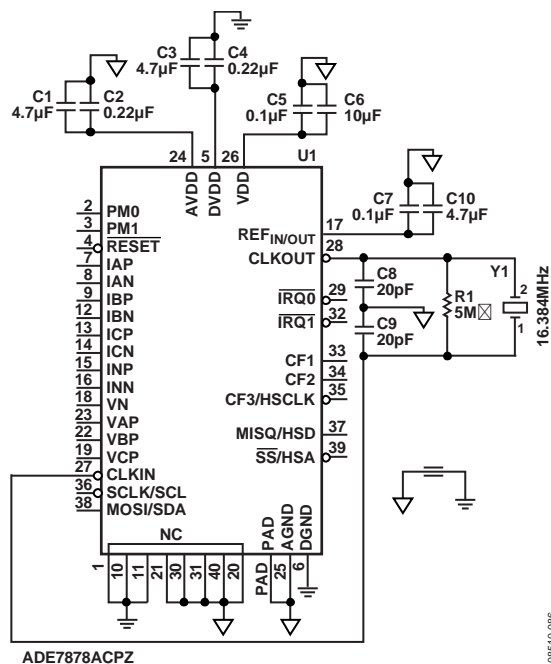 C3
4.7µF
C4
0.22µF
C1
4.7µF
C2
0.22µF
C5
0.1µF
C6
10µF
24
5
26
U1
AVDD
DVDD
VDD
C7
0.1µF
C10
4.7µF
2
PM0
3
PM1
4
RESET
7
IAP
8
IAN
9
IBP
12
IBN
13
ICP
14
ICN
15
INP
16
INN
18
VN
23
VAP
22
VBP
19
VCP
27
CLKIN
36
SCLK/SCL
38
MOSI/SDA
REFIN/OUT
17
CLKOUT
28
IRQ0
29
IRQ1
32
CF1
33
CF2
34
CF3/HSCLK
35
MISQ/HSD
37
SS/HSA
39
C8
20pF
C9
20pF
R1
5M
Y1
2
1
16.384MHz
NC
PAD
AGND
DGND
1
10
11
21
30
31
40
20
PAD
25
6
ADE7878ACPZ
08510-086